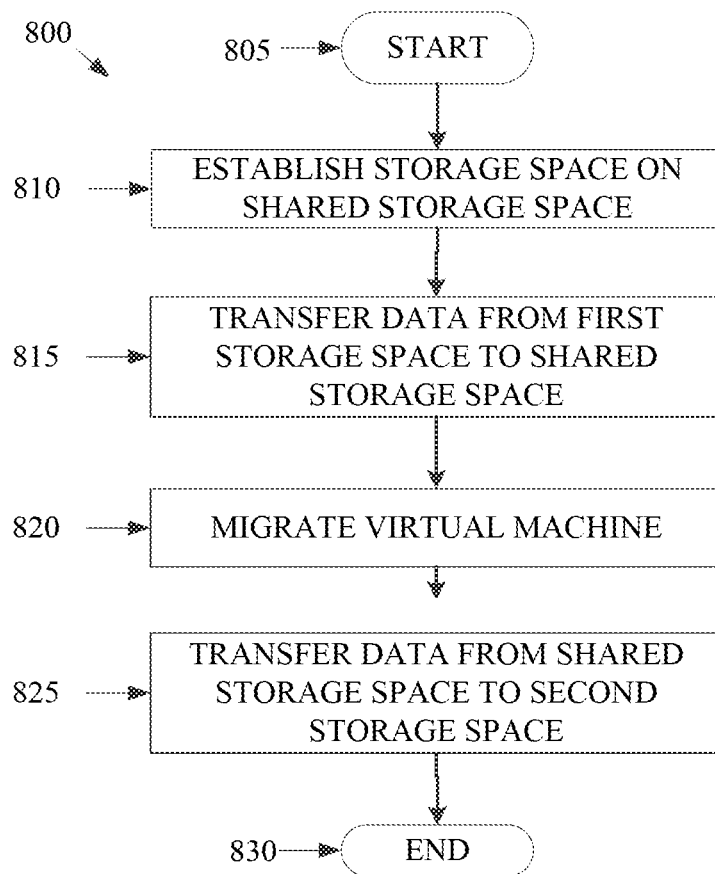 800
805
START
810
ESTABLISH STORAGE SPACE ON
SHARED STORAGE SPACE
815
TRANSFER DATA FROM FIRST
STORAGE SPACE TO SHARED
STORAGE SPACE
820
MIGRATE VIRTUAL MACHINE
825
TRANSFER DATA FROM SHARED
STORAGE SPACE TO SECOND
STORAGE SPACE
830
END